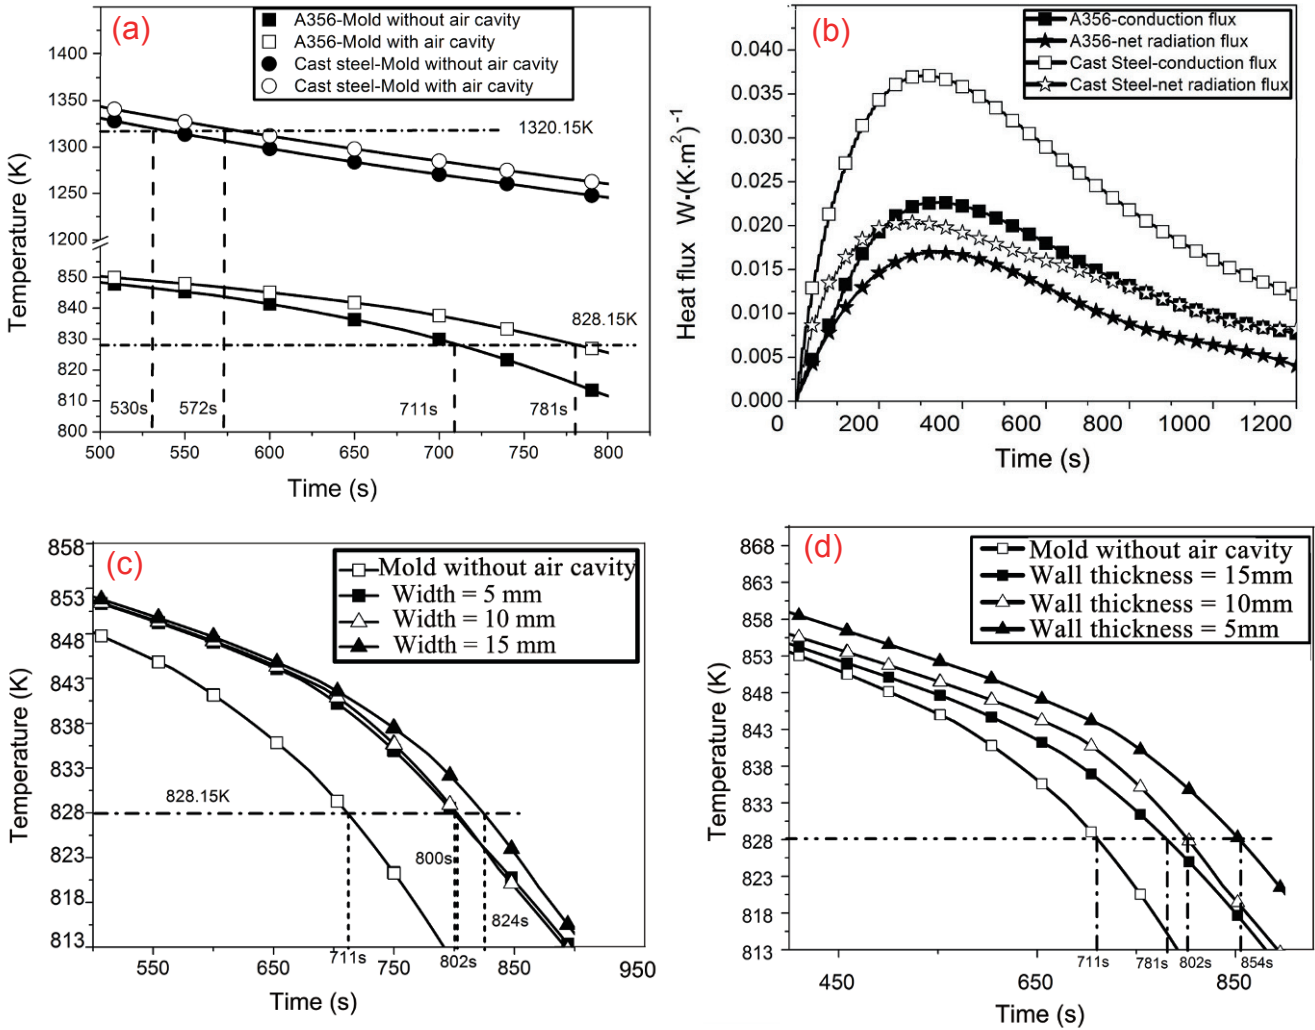 (a)
A356-Mold without air cavity
A356-Mold with air cavity
Cast steel-Mold without air cavity
Cast steel-Mold with air cavity
1400
1350
1300
1250
1200
850
840
830
820
810
800
1320.15K
828.15K
530s
572s
711s
781s
500
550
600
650
700
750
800
Temperature (K)
Time (s)
(b)
A356-conduction flux
A356-net radiation flux
Cast Steel-conduction flux
Cast Steel-net radiation flux
0.040
0.035
0.030
0.025
0.020
0.015
0.010
0.005
0.000
0
200
400
600
800
1000
1200
Heat flux W·(K·m²)⁻¹
Time (s)
(c)
Mold without air cavity
Width = 5 mm
Width = 10 mm
Width = 15 mm
858
853
848
843
838
833
828
823
818
813
828.15K
800s
824s
711s
802s
550
650
750
850
950
Temperature (K)
Time (s)
(d)
Mold without air cavity
Wall thickness = 15mm
Wall thickness = 10mm
Wall thickness = 5mm
868
863
858
853
848
843
838
833
828
823
818
813
711s
781s
802s
854s
450
650
850
Temperature (K)
Time (s)